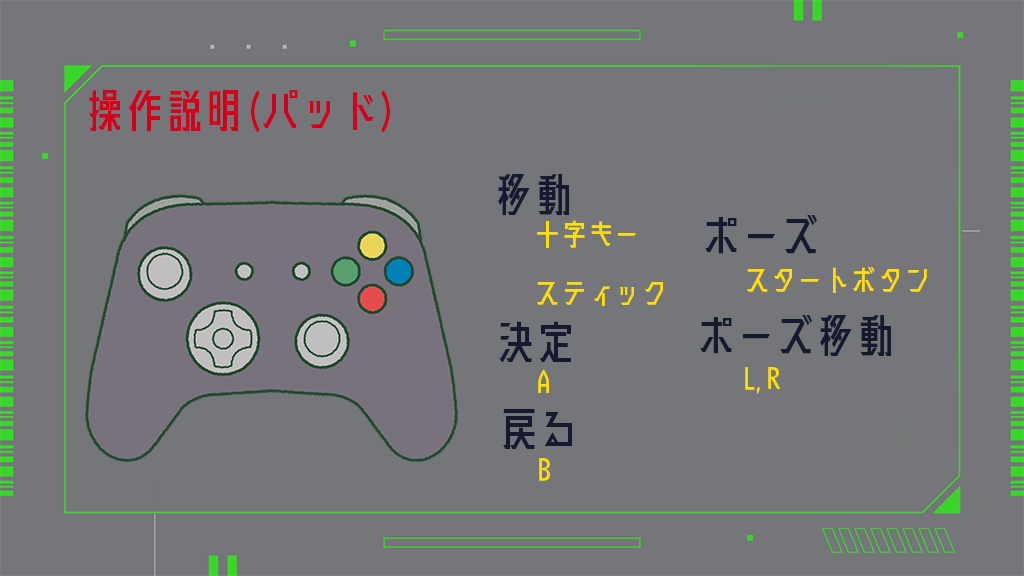 操作説明(パッド)
移動
十字キー
スティック
決定
A
戻る
B
ポーズ
スタートボタン
ポーズ移動
L,R